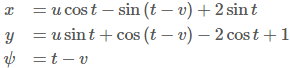 x = u cos t − sin (t − v) + 2 sin t
y = u sin t + cos (t − v) − 2 cos t + 1
ψ = t − v